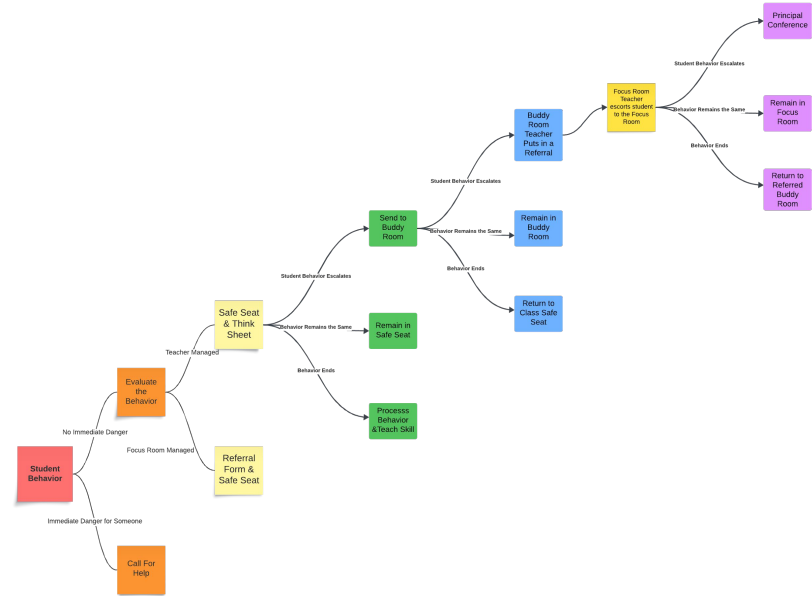 Principal
Conference
Student Behavior Escalates
Focus Room
Teacher
escorts student
to the Focus
Room
Behavior Remains the Same
Remain in
Focus
Room
Behavior Ends
Return to
Referred
Buddy
Room
Buddy
Room
Teacher
Puts in a
Referral
Student Behavior Escalates
Send to
Buddy
Room
Behavior Remains the Same
Remain in
Buddy
Room
Behavior Ends
Return to
Class Safe
Seat
Student Behavior Escalates
Safe Seat
& Think
Sheet
Behavior Remains the Same
Remain in
Safe Seat
Behavior Ends
Processs
Behavior
&Teach Skill
Teacher Managed
Evaluate
the
Behavior
No Immediate Danger
Focus Room Managed
Referral
Form &
Safe Seat
Student
Behavior
Immediate Danger for Someone
Call For
Help